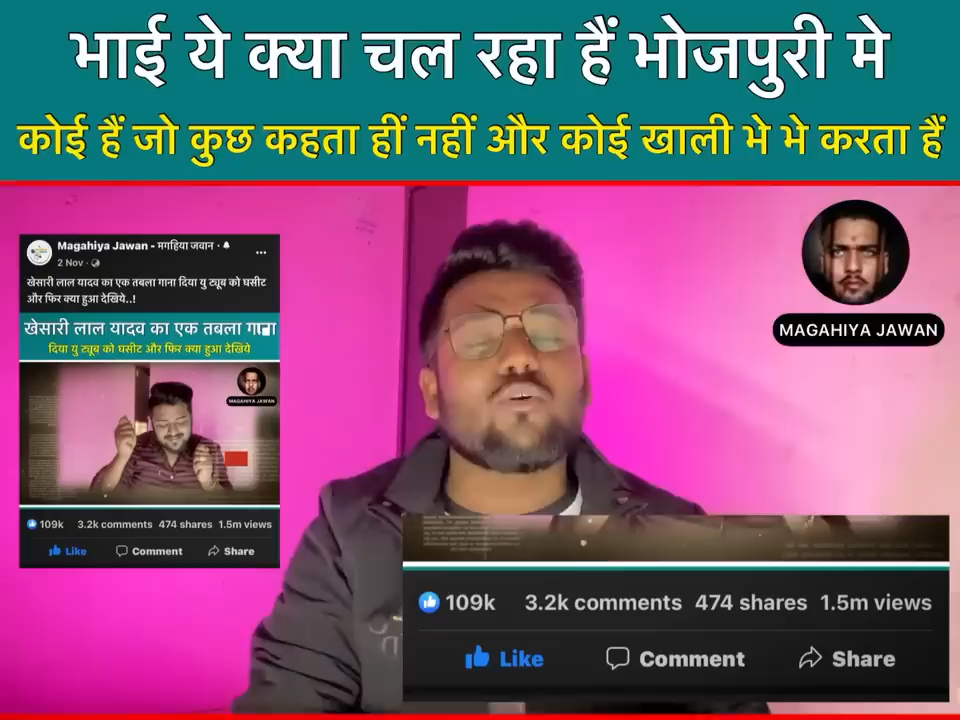 भाई ये क्या चल रहा हैं भोजपुरी मे
कोई हैं जो कुछ कहता हीं नहीं और कोई खाली भे भे करता हैं
Magahiya Jawan - मगहिया जवान ·
2 Nov ·
खेसारी लाल यादव का एक तबला गाना दिया यु ट्यूब को घसीट
और फिर क्या हुआ देखिये..!
खेसारी लाल यादव का एक तबला गाना
दिया यु ट्यूब को घसीट और फिर क्या हुआ देखिये
MAGAHIYA JAWAN
109k 3.2k comments 474 shares 1.5m views
Like Comment Share
MAGAHIYA JAWAN
109k 3.2k comments 474 shares 1.5m views
Like Comment Share